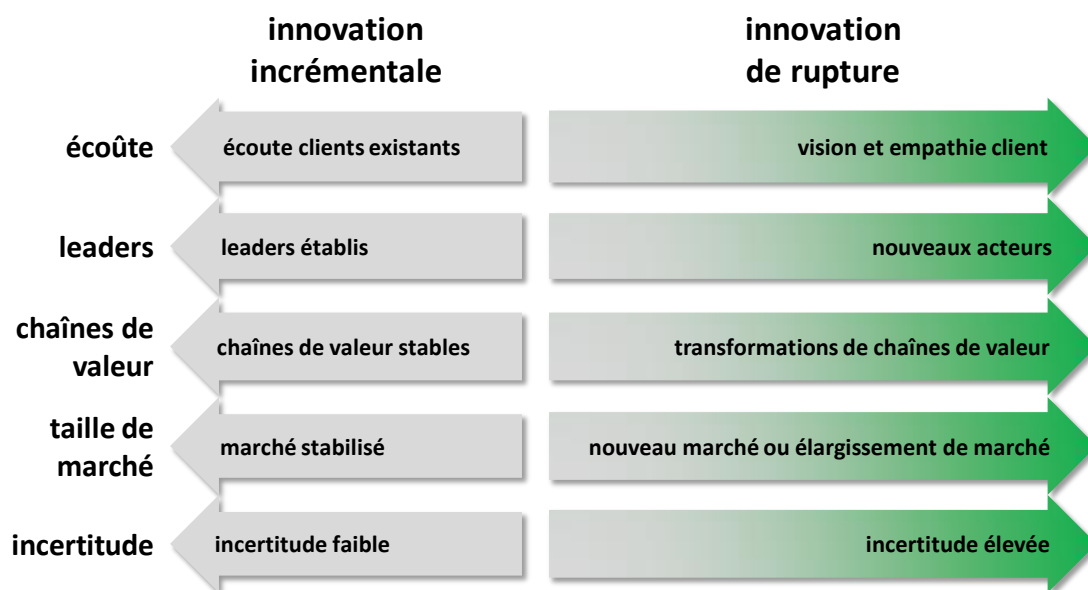 innovation
incrémentale
innovation
de rupture
écoûte
écoute clients existants
vision et empathie client
leaders
leaders établis
nouveaux acteurs
chaînes de
valeur
chaînes de valeur stables
transformations de chaînes de valeur
taille de
marché
marché stabilisé
nouveau marché ou élargissement de marché
incertitude
incertitude faible
incertitude élevée